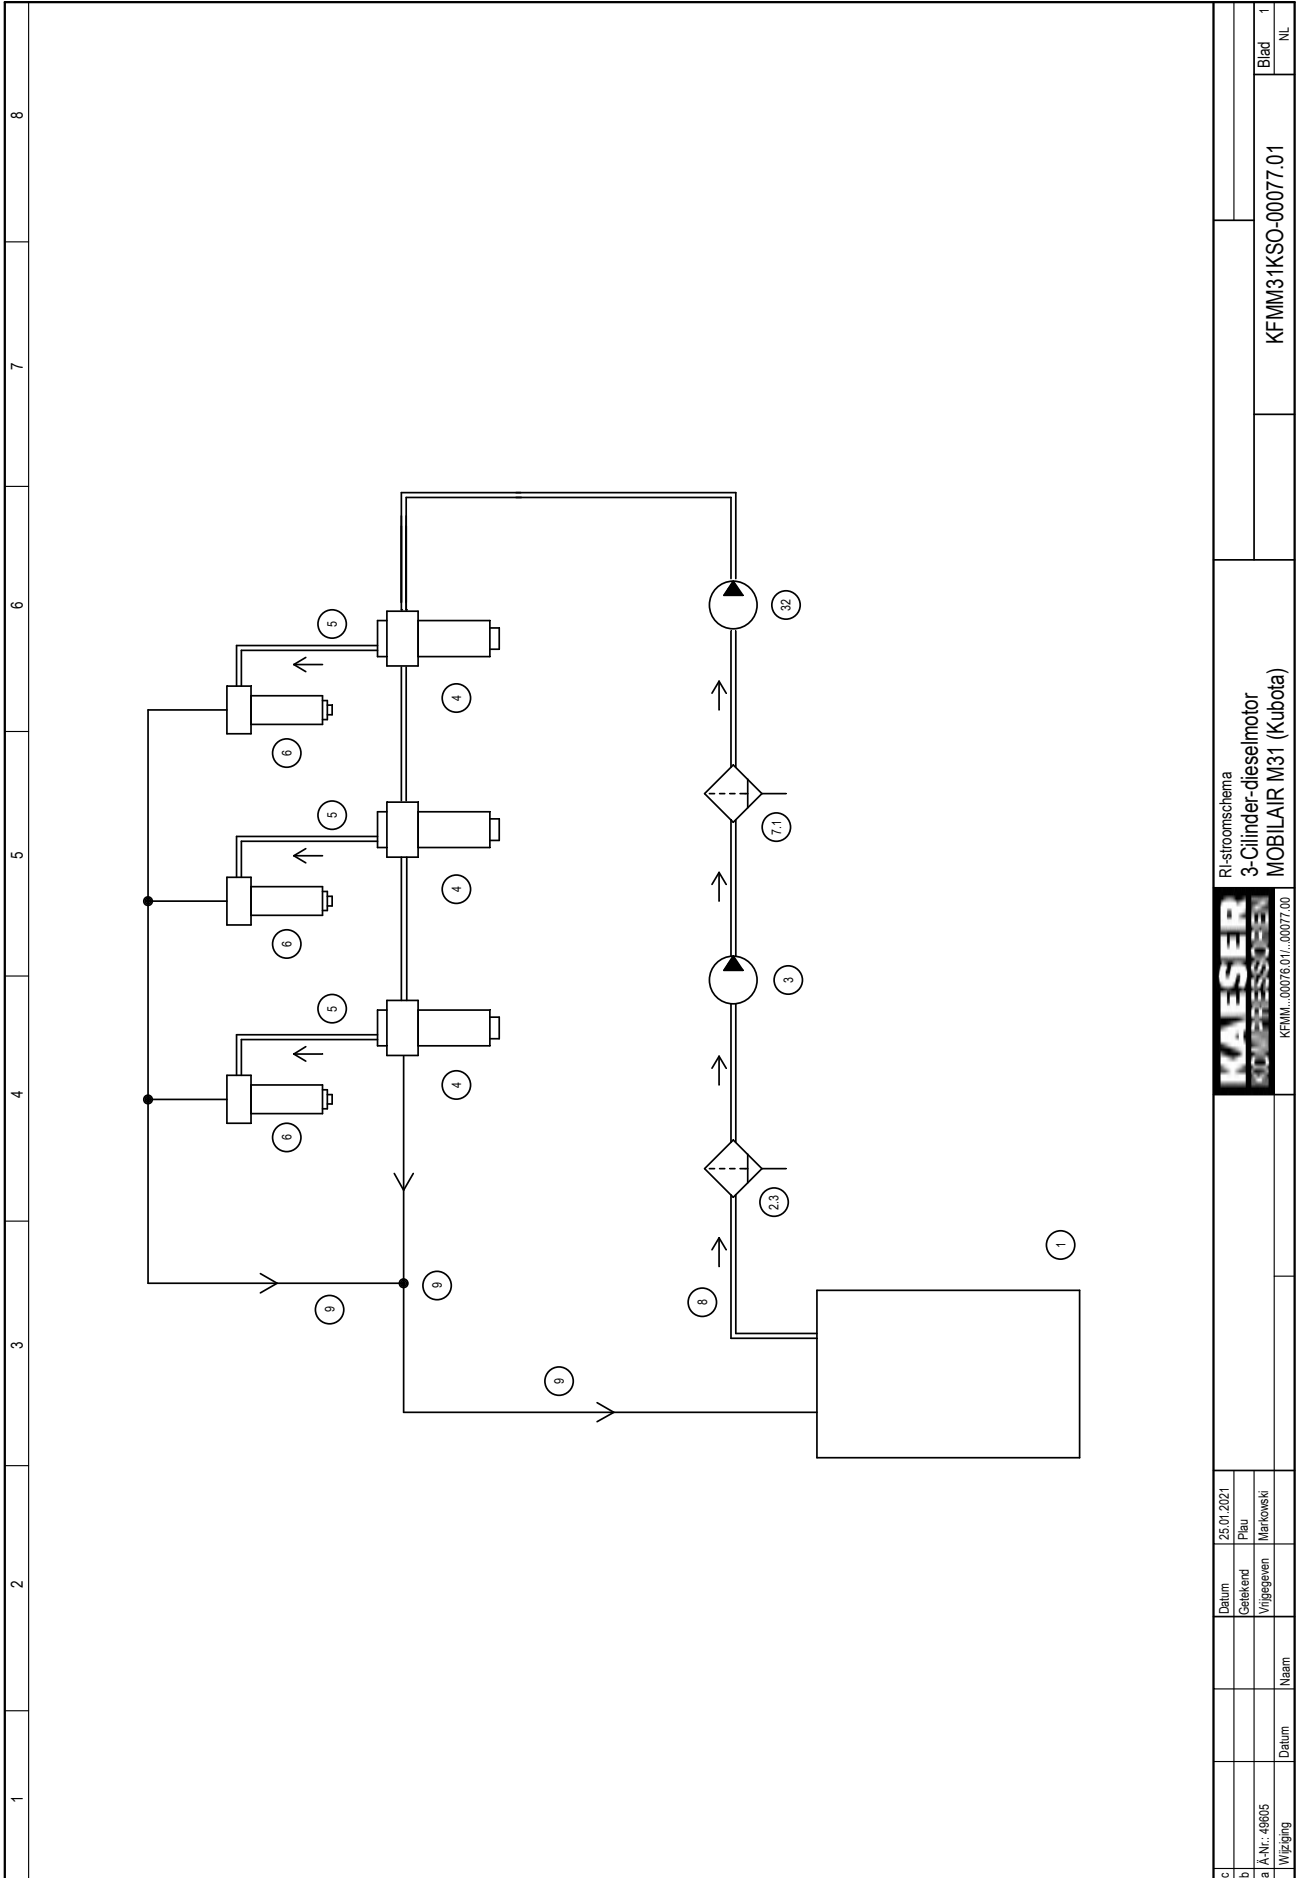 1 2 3 4 5 6 7 8
6 6 6
9 5 5 5
9 4 4 4
9
8
2.3 3 7.1 32
1
c Datum 25.01.2021 KAESER KOMPRESSOREN RI-stroomschema
b Getekend Plau 3-Cilinder-dieselmotor
a Ä-Nr.: 49605 Vrijgegeven Markowski MOBILAIR M31 (Kubota) KFMM31KSO-00077.01 Blad 1
Wijziging Datum Naam KFMM...00076.01/...00077.00 NL